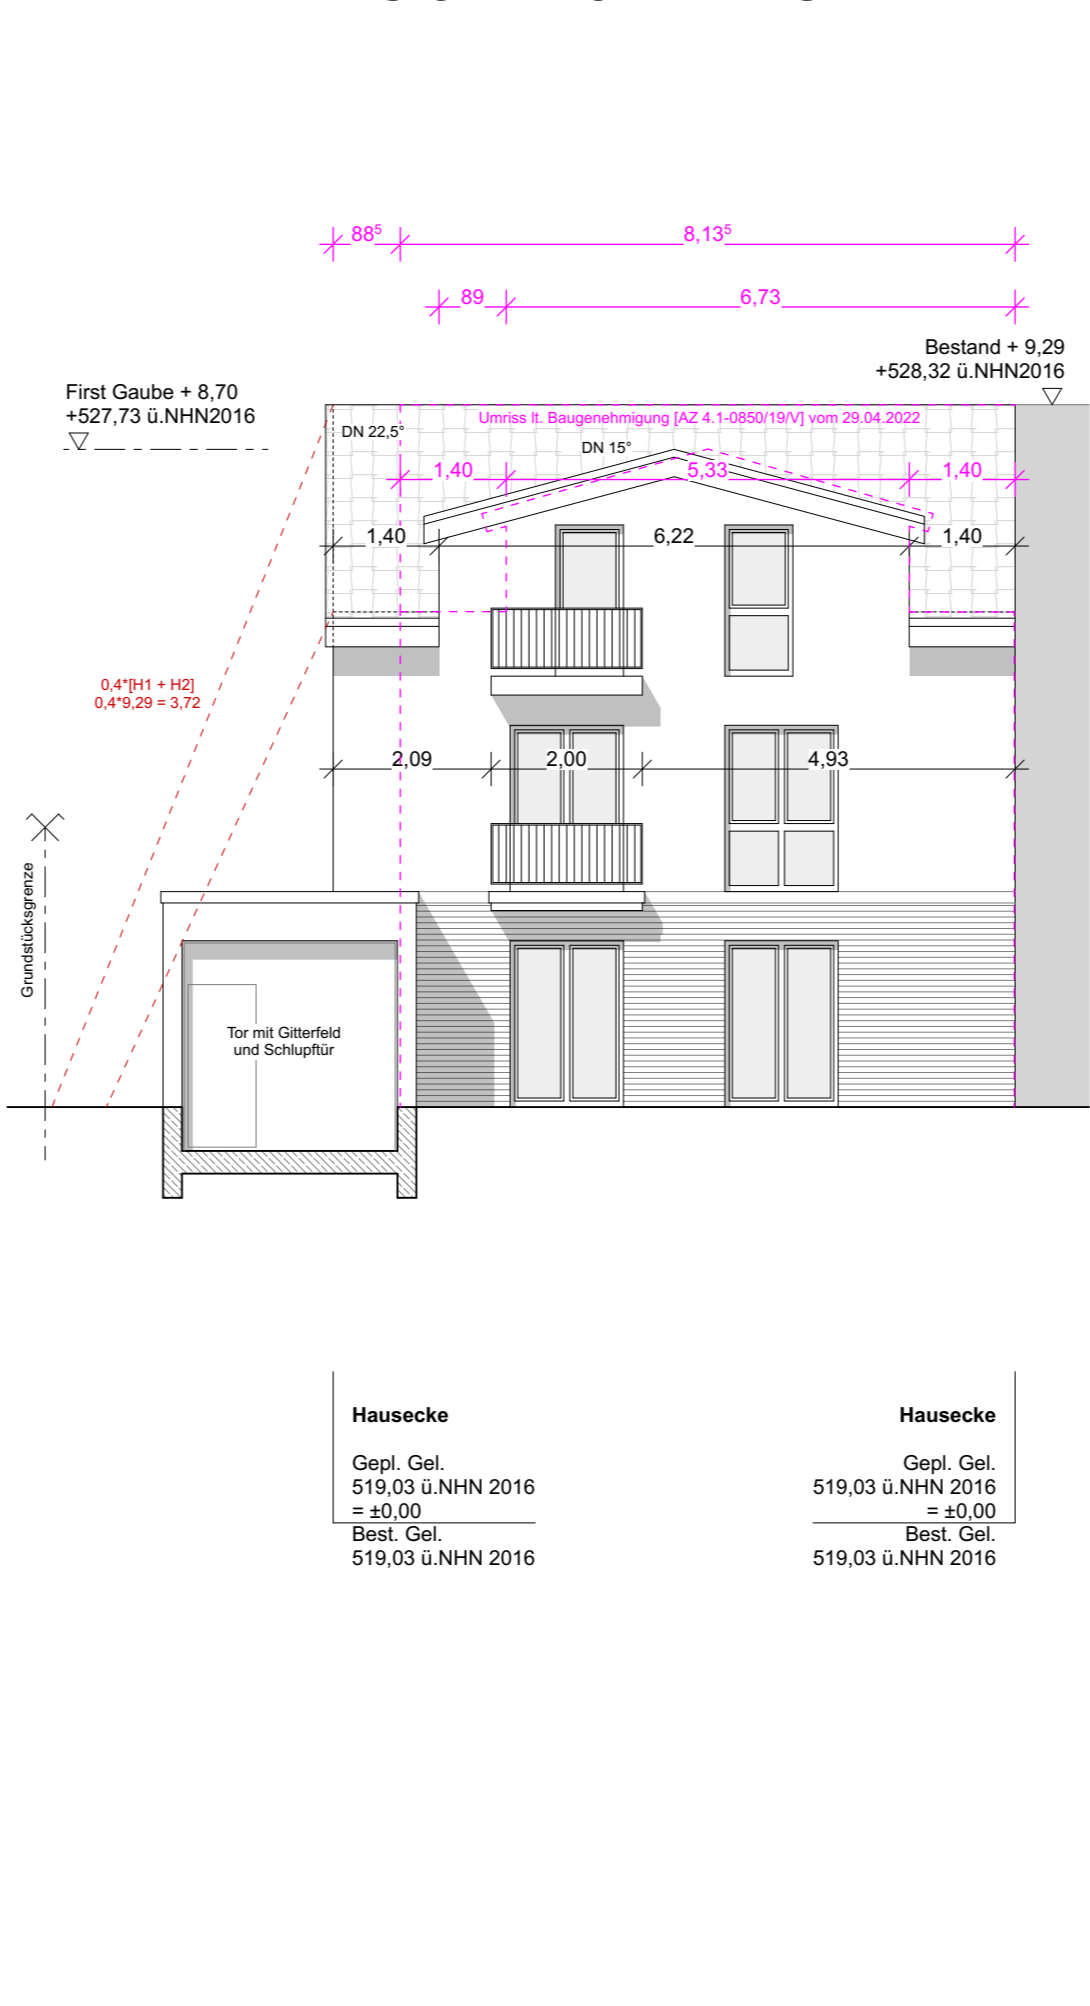 88⁵
8,13⁵
89
6,73
Bestand + 9,29
+528,32 ü.NHN2016
First Gaube + 8,70
+527,73 ü.NHN2016
Umriss lt. Baugenehmigung [AZ 4.1-0850/19/V] vom 29.04.2022
DN 22,5°
DN 15°
1,40
5,33
1,40
1,40
6,22
1,40
0,4*[H1 + H2]
0,4*9,29 = 3,72
2,09
2,00
4,93
Grundstücksgrenze
Tor mit Gitterfeld
und Schlupftür
Hausecke
Gepl. Gel.
519,03 ü.NHN 2016
= ±0,00
Best. Gel.
519,03 ü.NHN 2016
Hausecke
Gepl. Gel.
519,03 ü.NHN 2016
= ±0,00
Best. Gel.
519,03 ü.NHN 2016